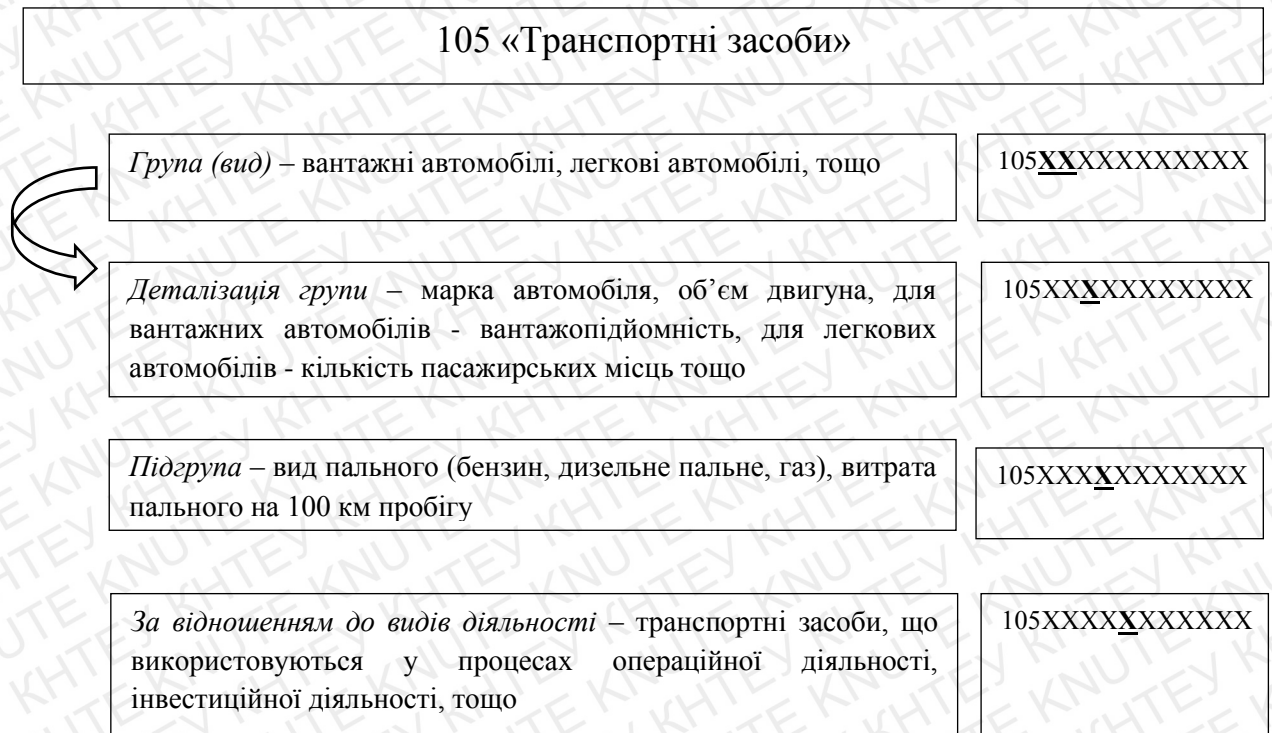 105 «Транспортні засоби»
Група (вид) – вантажні автомобілі, легкові автомобілі, тощо
105XXXXXXXXXXX
Деталізація групи – марка автомобіля, об’єм двигуна, для
вантажних автомобілів - вантажопідйомність, для легкових
автомобілів - кількість пасажирських місць тощо
105XXXXXXXXXXX
Підгрупа – вид пального (бензин, дизельне пальне, газ), витрата
пального на 100 км пробігу
105XXXXXXXXXXX
За відношенням до видів діяльності – транспортні засоби, що
використовуються у процесах операційної діяльності,
інвестиційної діяльності, тощо
105XXXXXXXXXXX